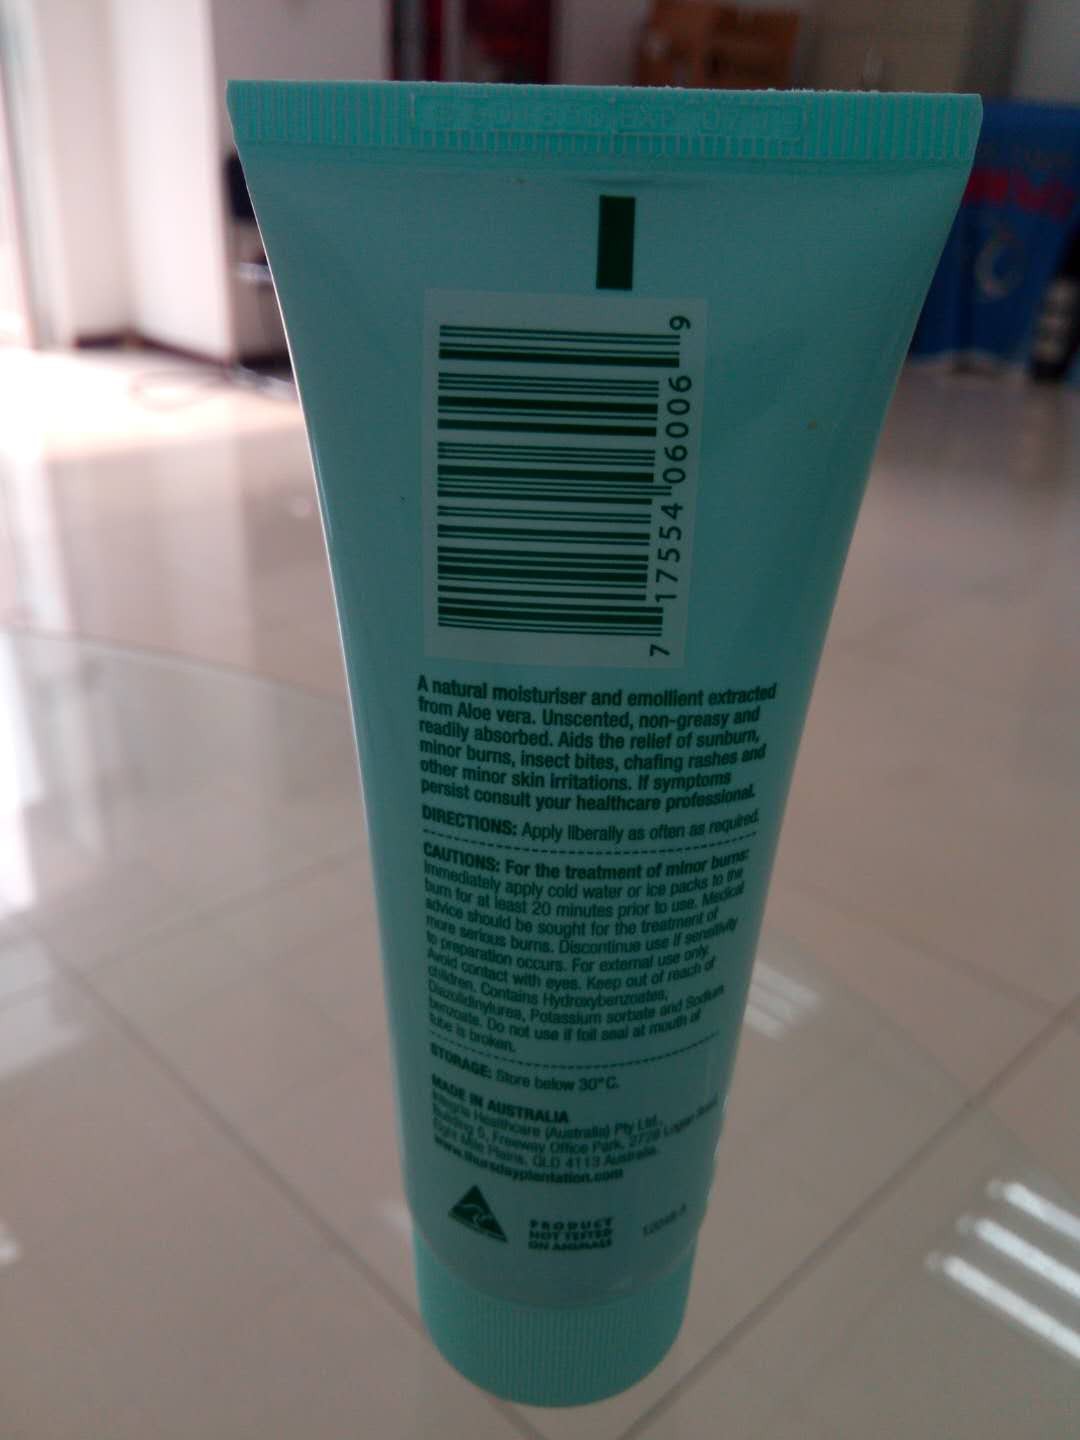 EXP 07/19
7 17554 06006 9
A natural moisturiser and emollient extracted
from Aloe vera. Unscented, non-greasy and
readily absorbed. Aids the relief of sunburn,
minor burns, insect bites, chafing rashes and
other minor skin irritations. If symptoms
persist consult your healthcare professional.
DIRECTIONS: Apply liberally as often as required.
CAUTIONS: For the treatment of minor burns:
Immediately apply cold water or ice packs to the
burn for at least 20 minutes prior to use. Medical
advice should be sought for the treatment of
more serious burns. Discontinue use if sensitivity
to preparation occurs. For external use only.
Avoid contact with eyes. Keep out of reach of
children. Contains Hydroxybenzoates,
Diazolidinylurea, Potassium sorbate and Sodium
benzoate. Do not use if foil seal at mouth of
tube is broken.
STORAGE: Store below 30°C.
MADE IN AUSTRALIA
Integria Healthcare (Australia) Pty Ltd.,
Building 5, Freeway Office Park, 2728 Logan Road,
Eight Mile Plains, QLD 4113 Australia.
www.thursdayplantation.com
PRODUCT
NOT TESTED
ON ANIMALS